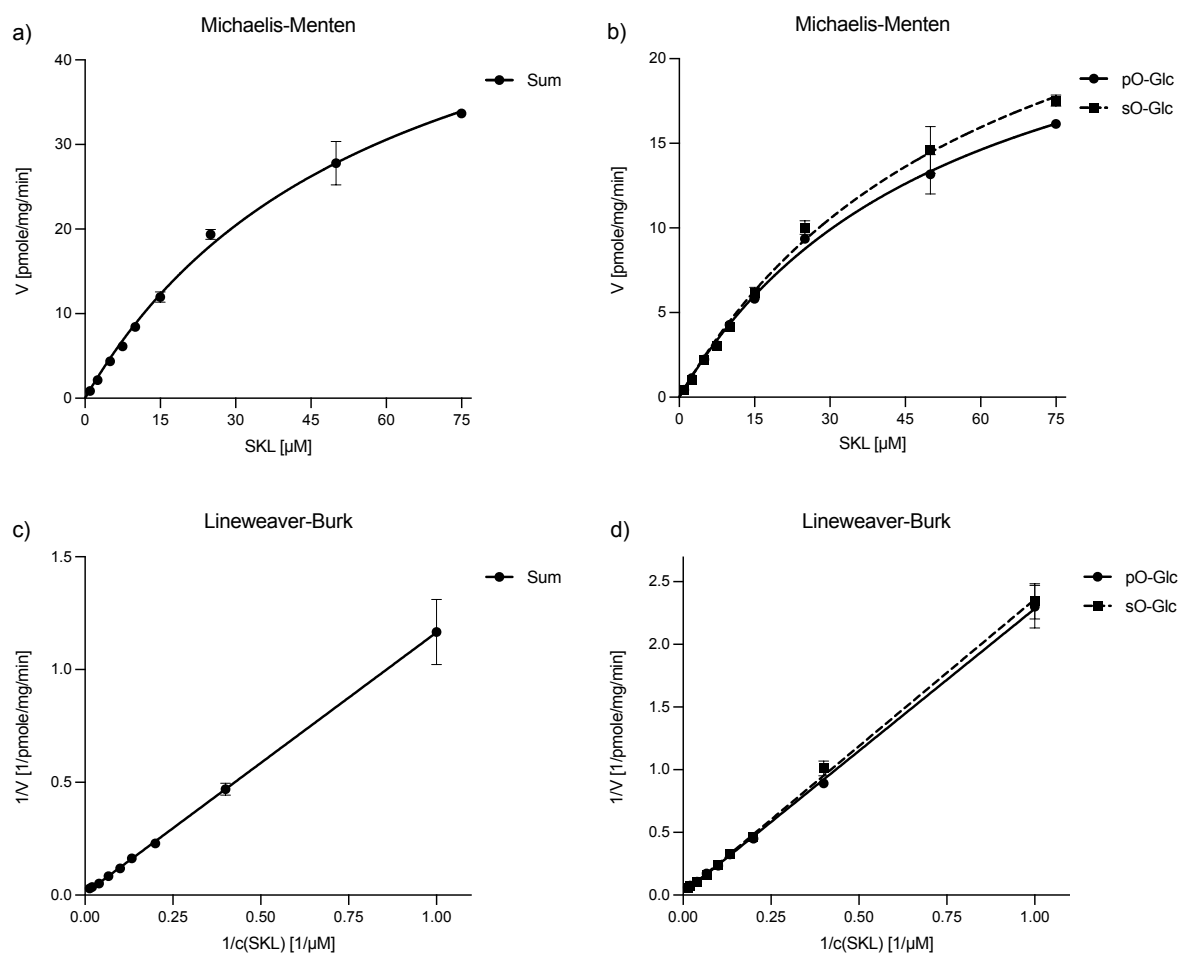 a)
Michaelis-Menten
40
30
20
10
0
V [pmole/mg/min]
0 15 30 45 60 75
SKL [µM]
Sum
b)
Michaelis-Menten
20
15
10
5
0
V [pmole/mg/min]
0 15 30 45 60 75
SKL [µM]
pO-Glc
sO-Glc
c)
Lineweaver-Burk
1.5
1.0
0.5
0.0
1/V [1/pmole/mg/min]
0.00 0.25 0.50 0.75 1.00
1/c(SKL) [1/µM]
Sum
d)
Lineweaver-Burk
2.5
2.0
1.5
1.0
0.5
0.0
1/V [1/pmole/mg/min]
0.00 0.25 0.50 0.75 1.00
1/c(SKL) [1/µM]
pO-Glc
sO-Glc